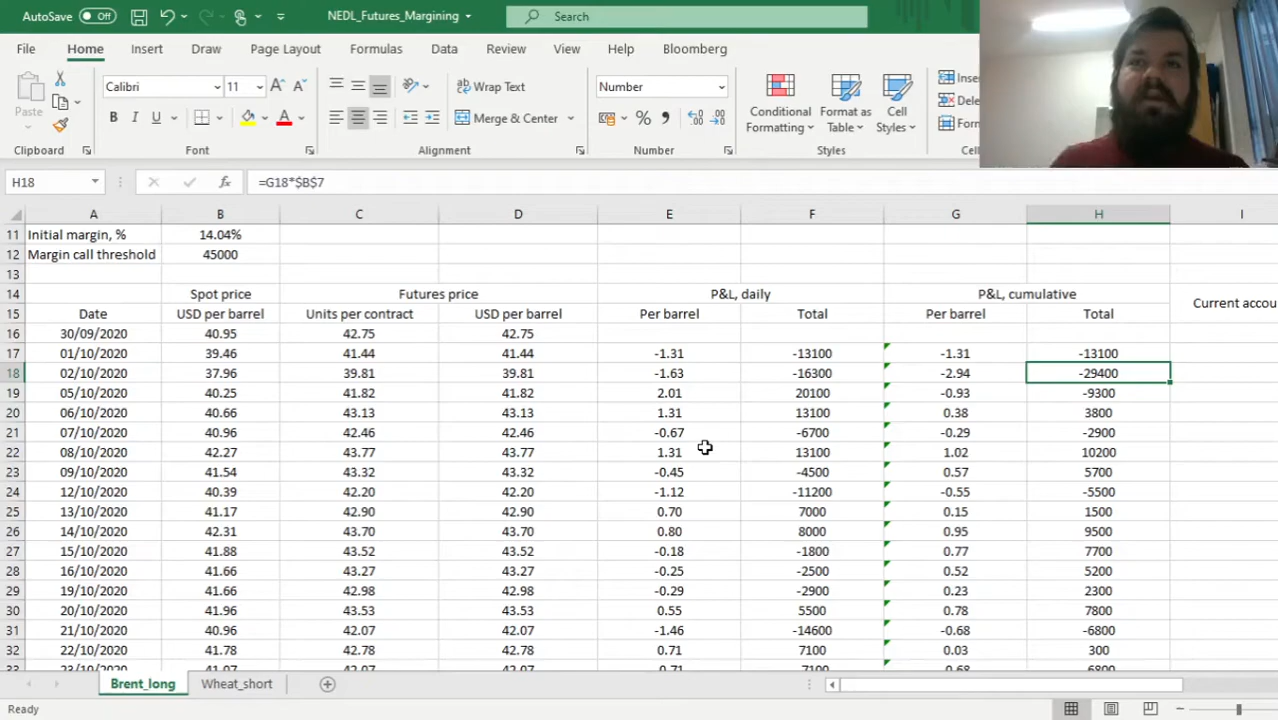 AutoSave Off NEDL_Futures_Margining Search
File Home Insert Draw Page Layout Formulas Data Review View Help Bloomberg
Calibri 11 Wrap Text Number Inse
Paste Conditional Format as Cell Dele
Merge & Center Formatting Table Styles Form
Clipboard Font Alignment Number Styles
H18 =G18*$B$7
A B C D E F G H I
11 Initial margin, % 14.04%
12 Margin call threshold 45000
13
14 Spot price Futures price P&L, daily P&L, cumulative
Current accou
15 Date USD per barrel Units per contract USD per barrel Per barrel Total Per barrel Total
16 30/09/2020 40.95 42.75 42.75
17 01/10/2020 39.46 41.44 41.44 -1.31 -13100 -1.31 -13100
18 02/10/2020 37.96 39.81 39.81 -1.63 -16300 -2.94 -29400
19 05/10/2020 40.25 41.82 41.82 2.01 20100 -0.93 -9300
20 06/10/2020 40.66 43.13 43.13 1.31 13100 0.38 3800
21 07/10/2020 40.96 42.46 42.46 -0.67 -6700 -0.29 -2900
22 08/10/2020 42.27 43.77 43.77 1.31 13100 1.02 10200
23 09/10/2020 41.54 43.32 43.32 -0.45 -4500 0.57 5700
24 12/10/2020 40.39 42.20 42.20 -1.12 -11200 -0.55 -5500
25 13/10/2020 41.17 42.90 42.90 0.70 7000 0.15 1500
26 14/10/2020 42.31 43.70 43.70 0.80 8000 0.95 9500
27 15/10/2020 41.88 43.52 43.52 -0.18 -1800 0.77 7700
28 16/10/2020 41.66 43.27 43.27 -0.25 -2500 0.52 5200
29 19/10/2020 41.66 42.98 42.98 -0.29 -2900 0.23 2300
30 20/10/2020 41.96 43.53 43.53 0.55 5500 0.78 7800
31 21/10/2020 40.96 42.07 42.07 -1.46 -14600 -0.68 -6800
32 22/10/2020 41.78 42.78 42.78 0.71 7100 0.03 300
Brent_long Wheat_short
Ready